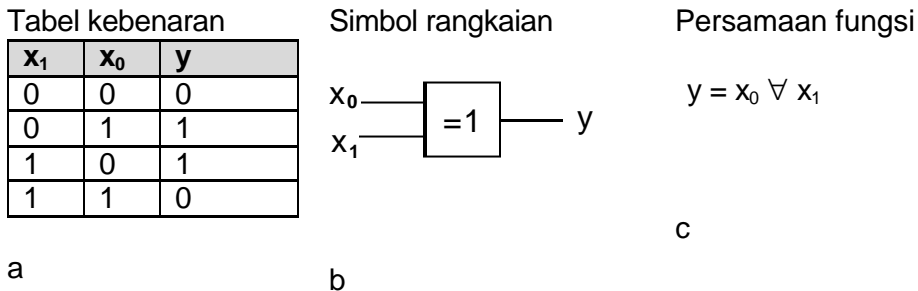 Tabel kebenaran
Simbol rangkaian
Persamaan fungsi
x₁ x₀ y
0 0 0
0 1 1
1 0 1
1 1 0
x₀
x₁
=1
y
y = x₀ ∀ x₁
a
b
c